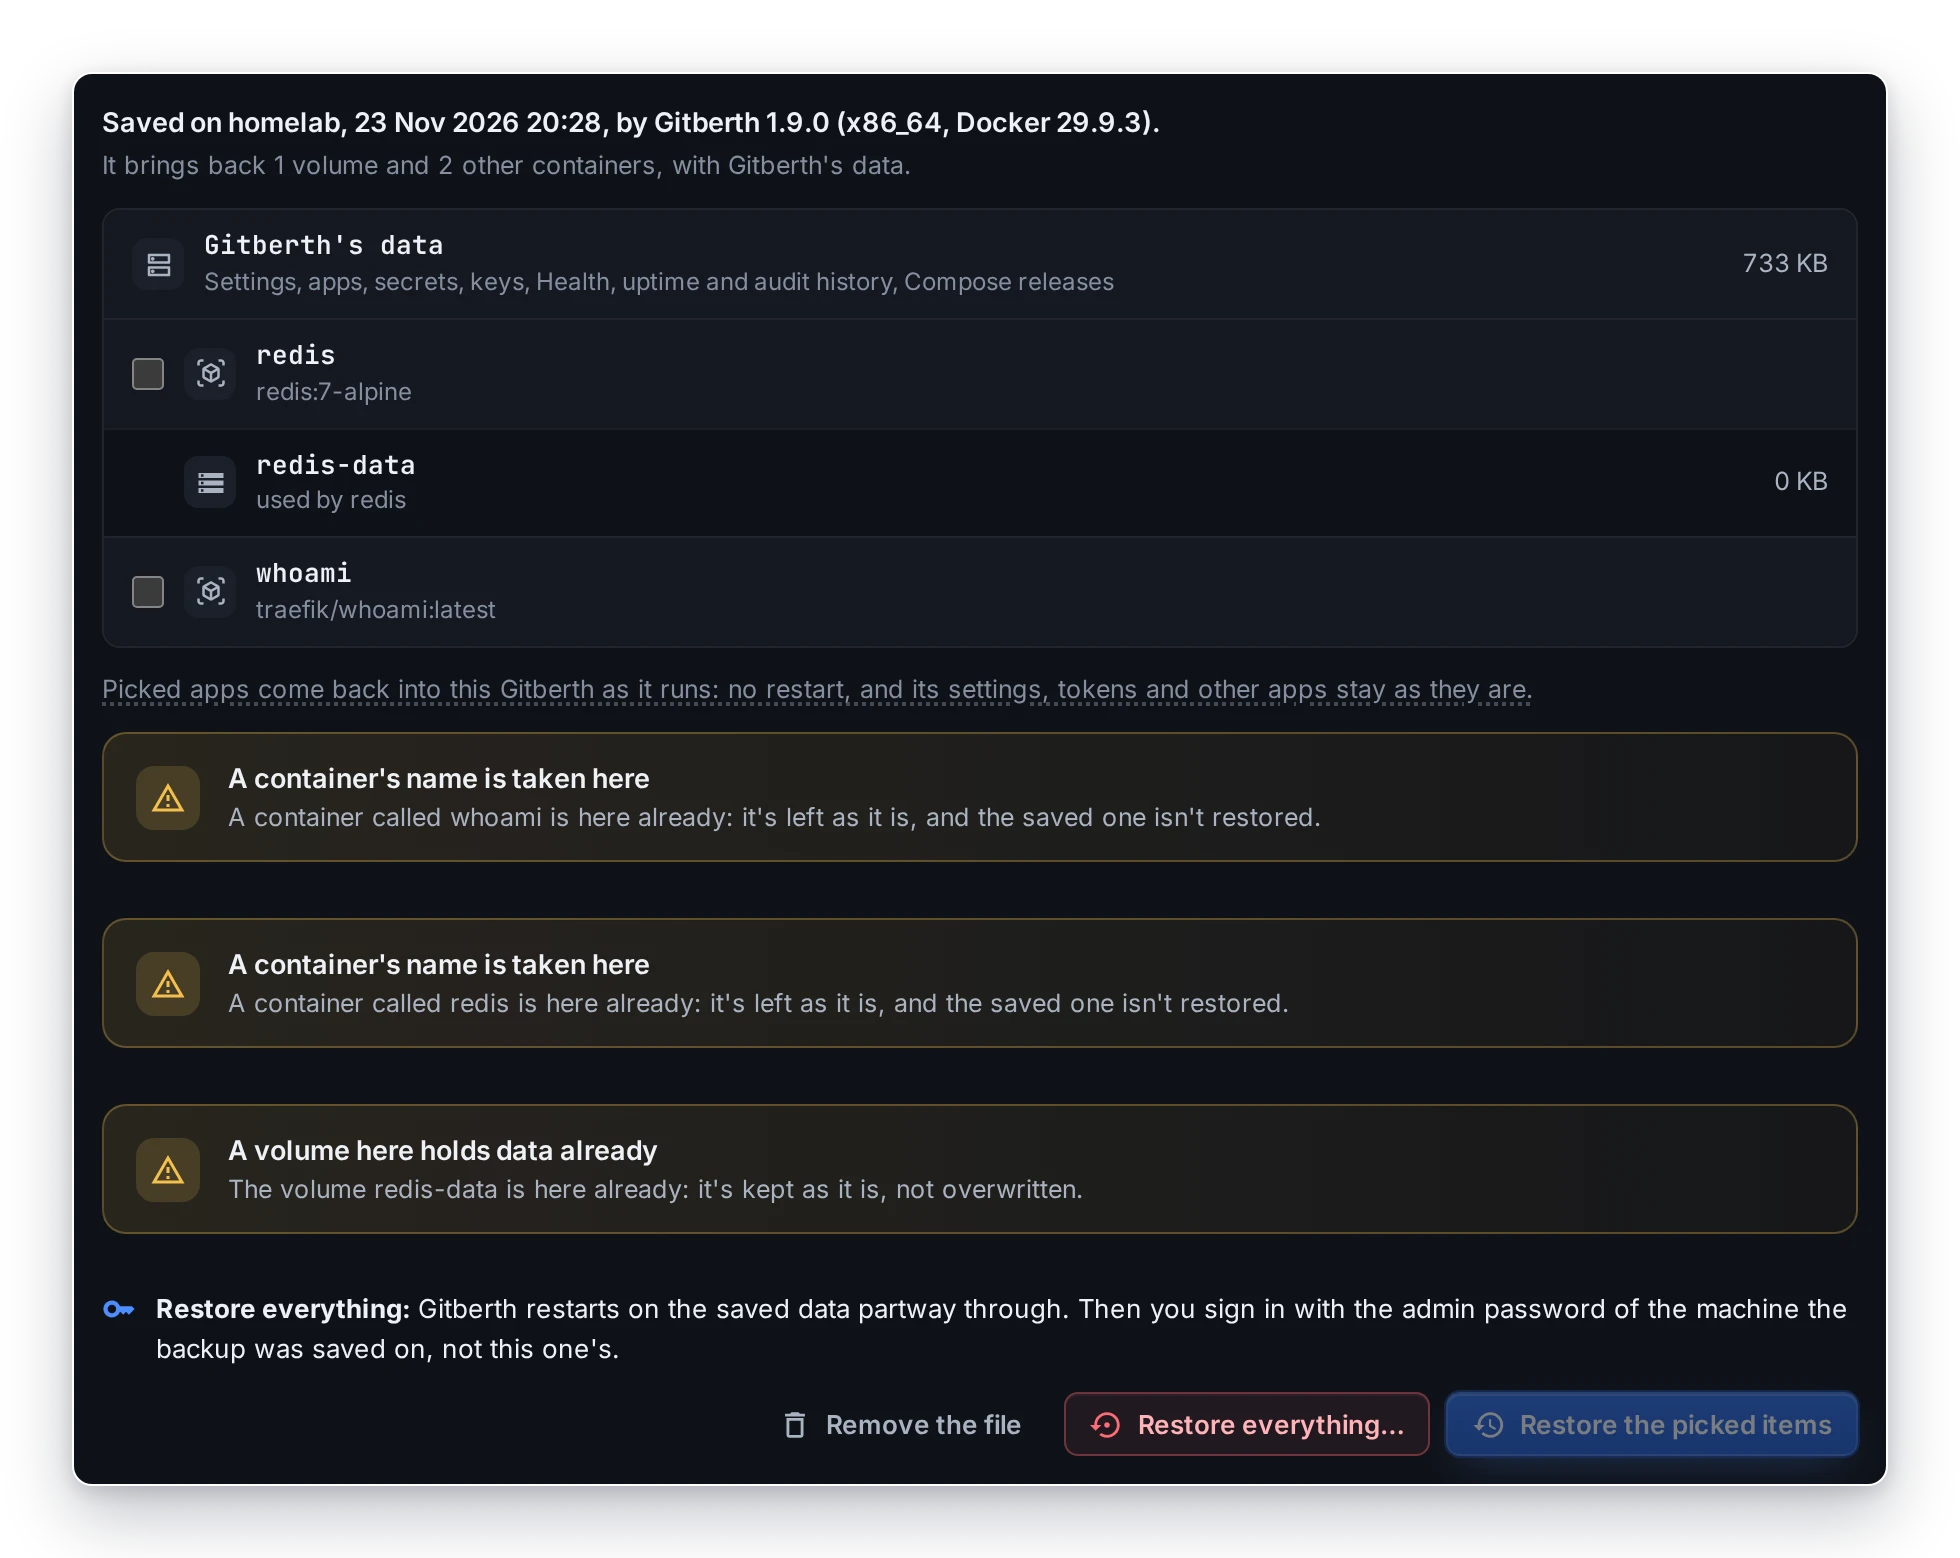 Saved on homelab, 23 Nov 2026 20:28, by Gitberth 1.9.0 (x86_64, Docker 29.9.3).
It brings back 1 volume and 2 other containers, with Gitberth's data.
Gitberth's data
Settings, apps, secrets, keys, Health, uptime and audit history, Compose releases
733 KB
redis
redis:7-alpine
redis-data
used by redis
0 KB
whoami
traefik/whoami:latest
Picked apps come back into this Gitberth as it runs: no restart, and its settings, tokens and other apps stay as they are.
A container's name is taken here
A container called whoami is here already: it's left as it is, and the saved one isn't restored.
A container's name is taken here
A container called redis is here already: it's left as it is, and the saved one isn't restored.
A volume here holds data already
The volume redis-data is here already: it's kept as it is, not overwritten.
Restore everything: Gitberth restarts on the saved data partway through. Then you sign in with the admin password of the machine the
backup was saved on, not this one's.
Remove the file
Restore everything...
Restore the picked items